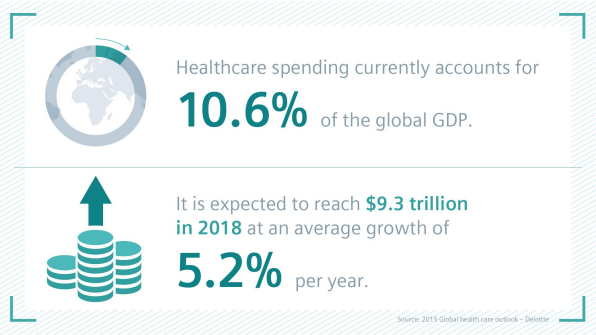 Healthcare spending currently accounts for
10.6% of the global GDP.
It is expected to reach $9.3 trillion
in 2018 at an average growth of
5.2% per year.
Source: 2015 Global health care outlook – Deloitte